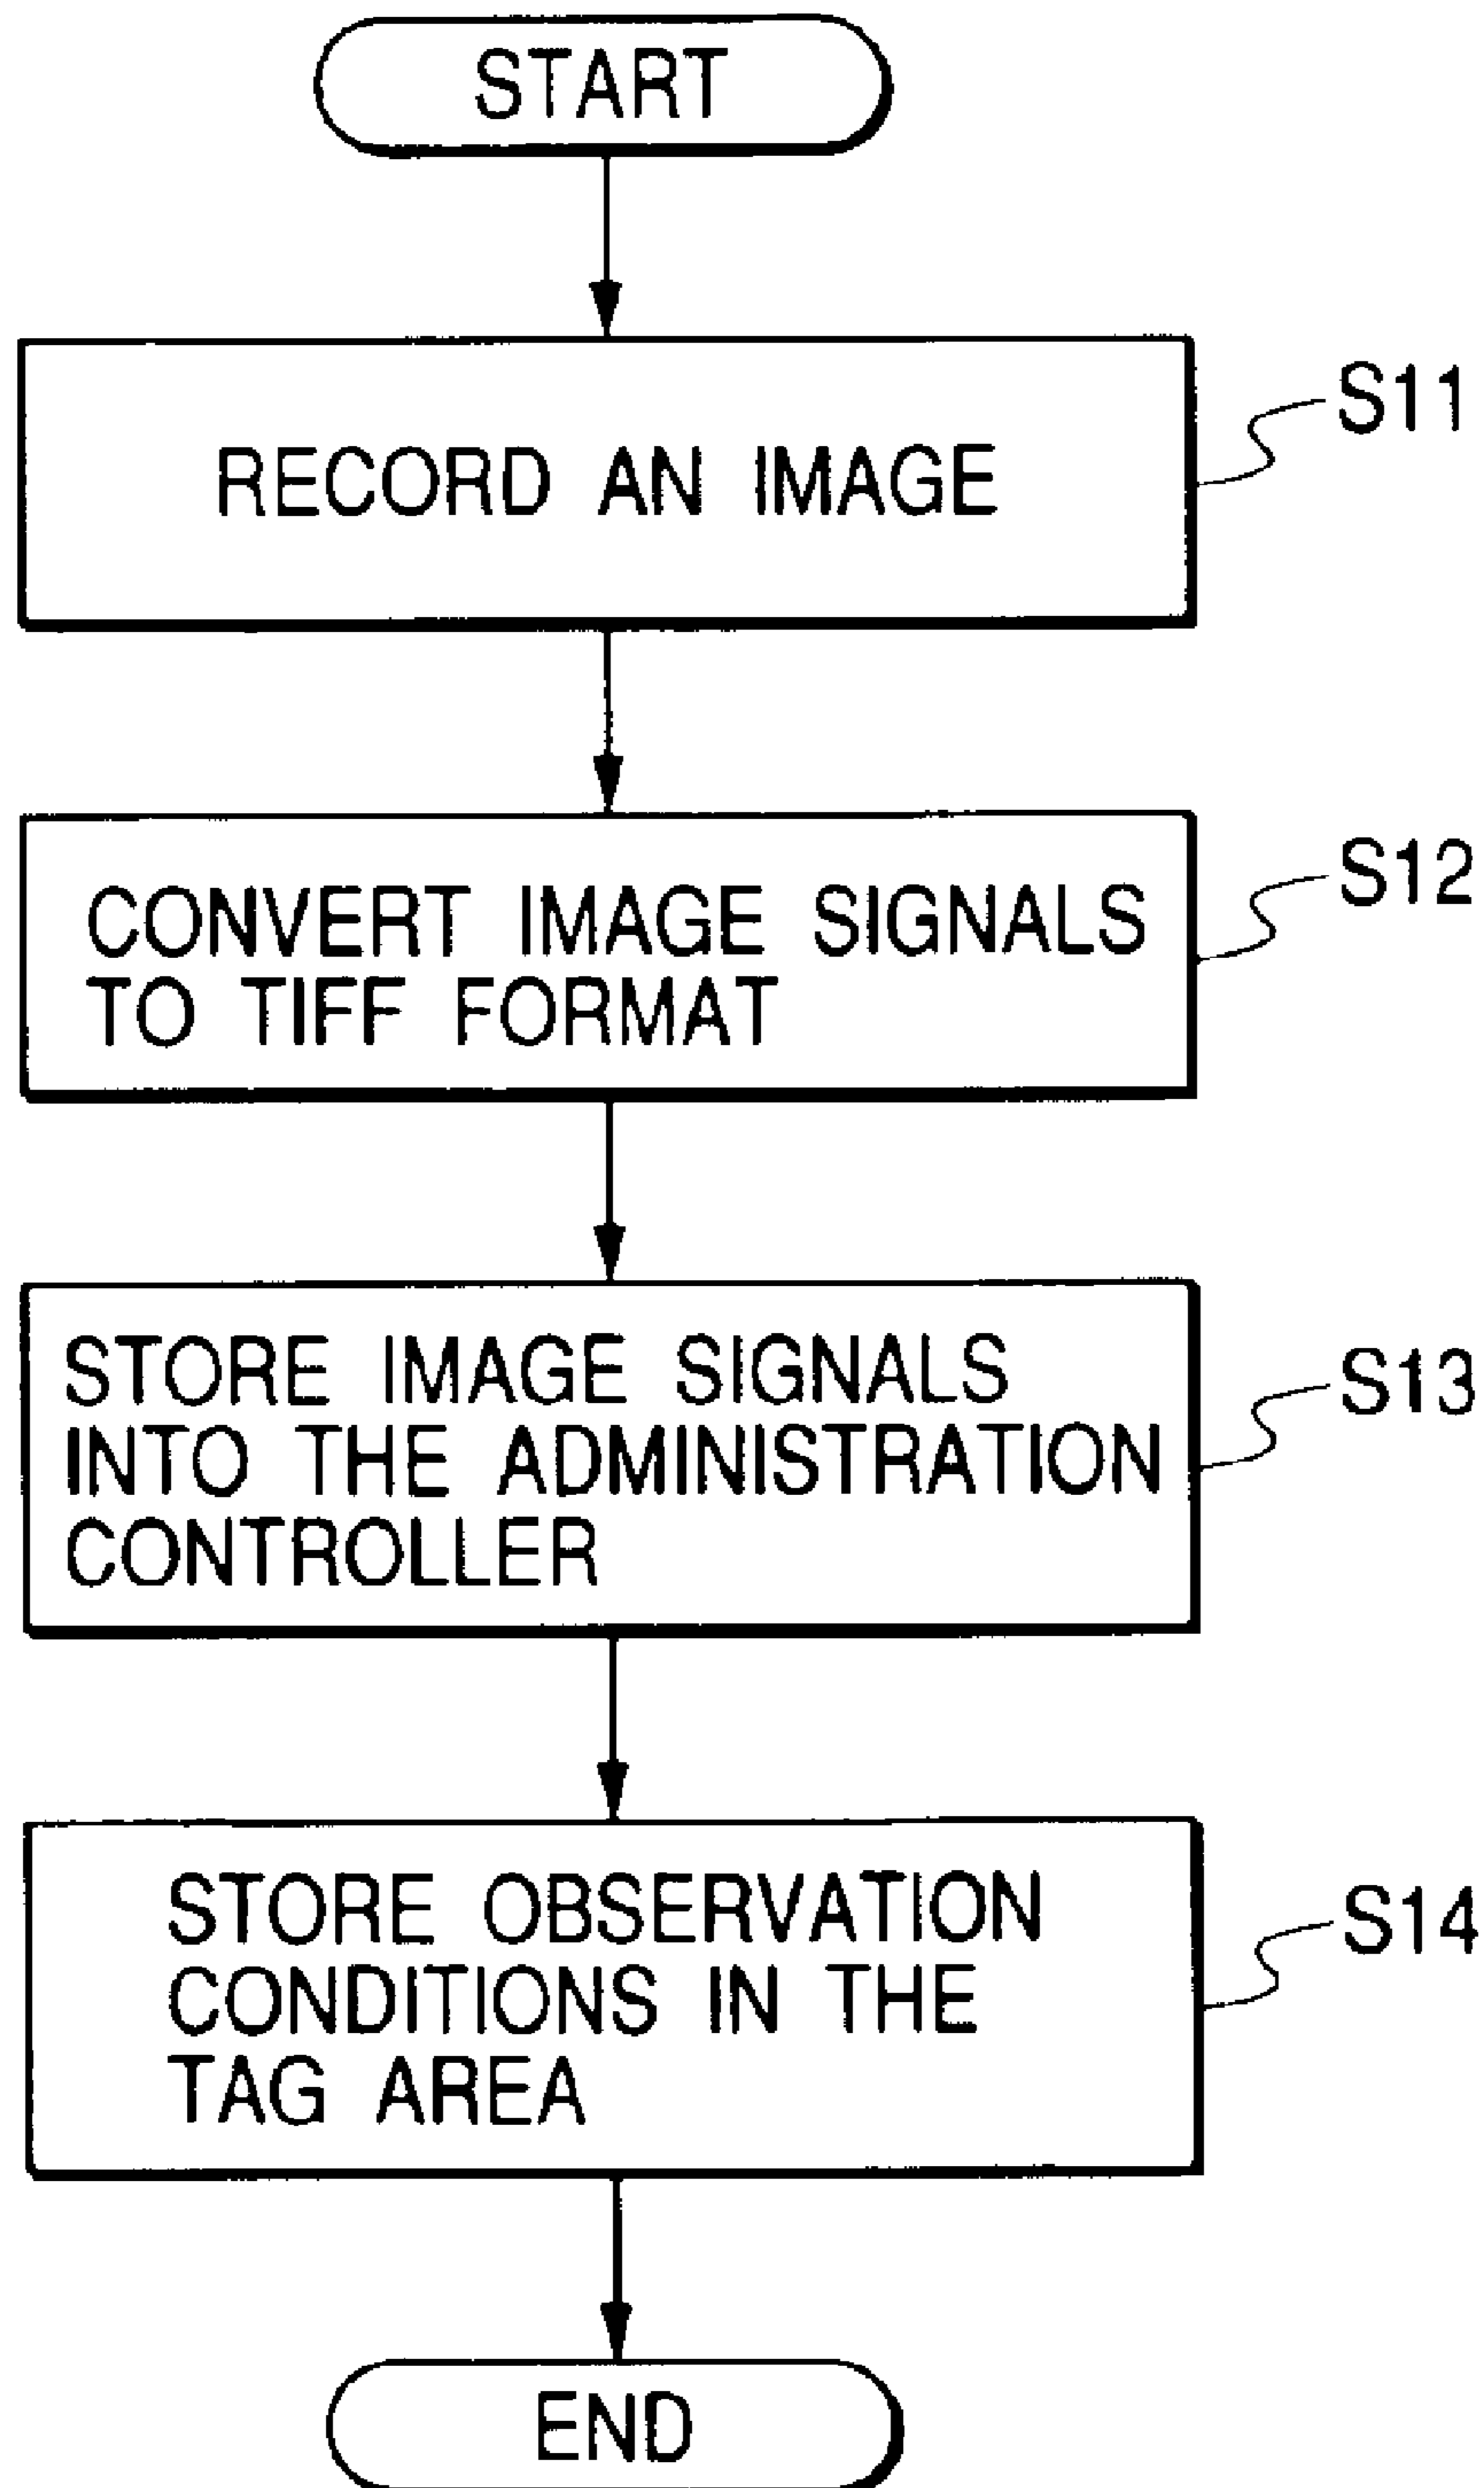 START
RECORD AN IMAGE
S11
CONVERT IMAGE SIGNALS
TO TIFF FORMAT
S12
STORE IMAGE SIGNALS
INTO THE ADMINISTRATION
CONTROLLER
S13
STORE OBSERVATION
CONDITIONS IN THE
TAG AREA
S14
END